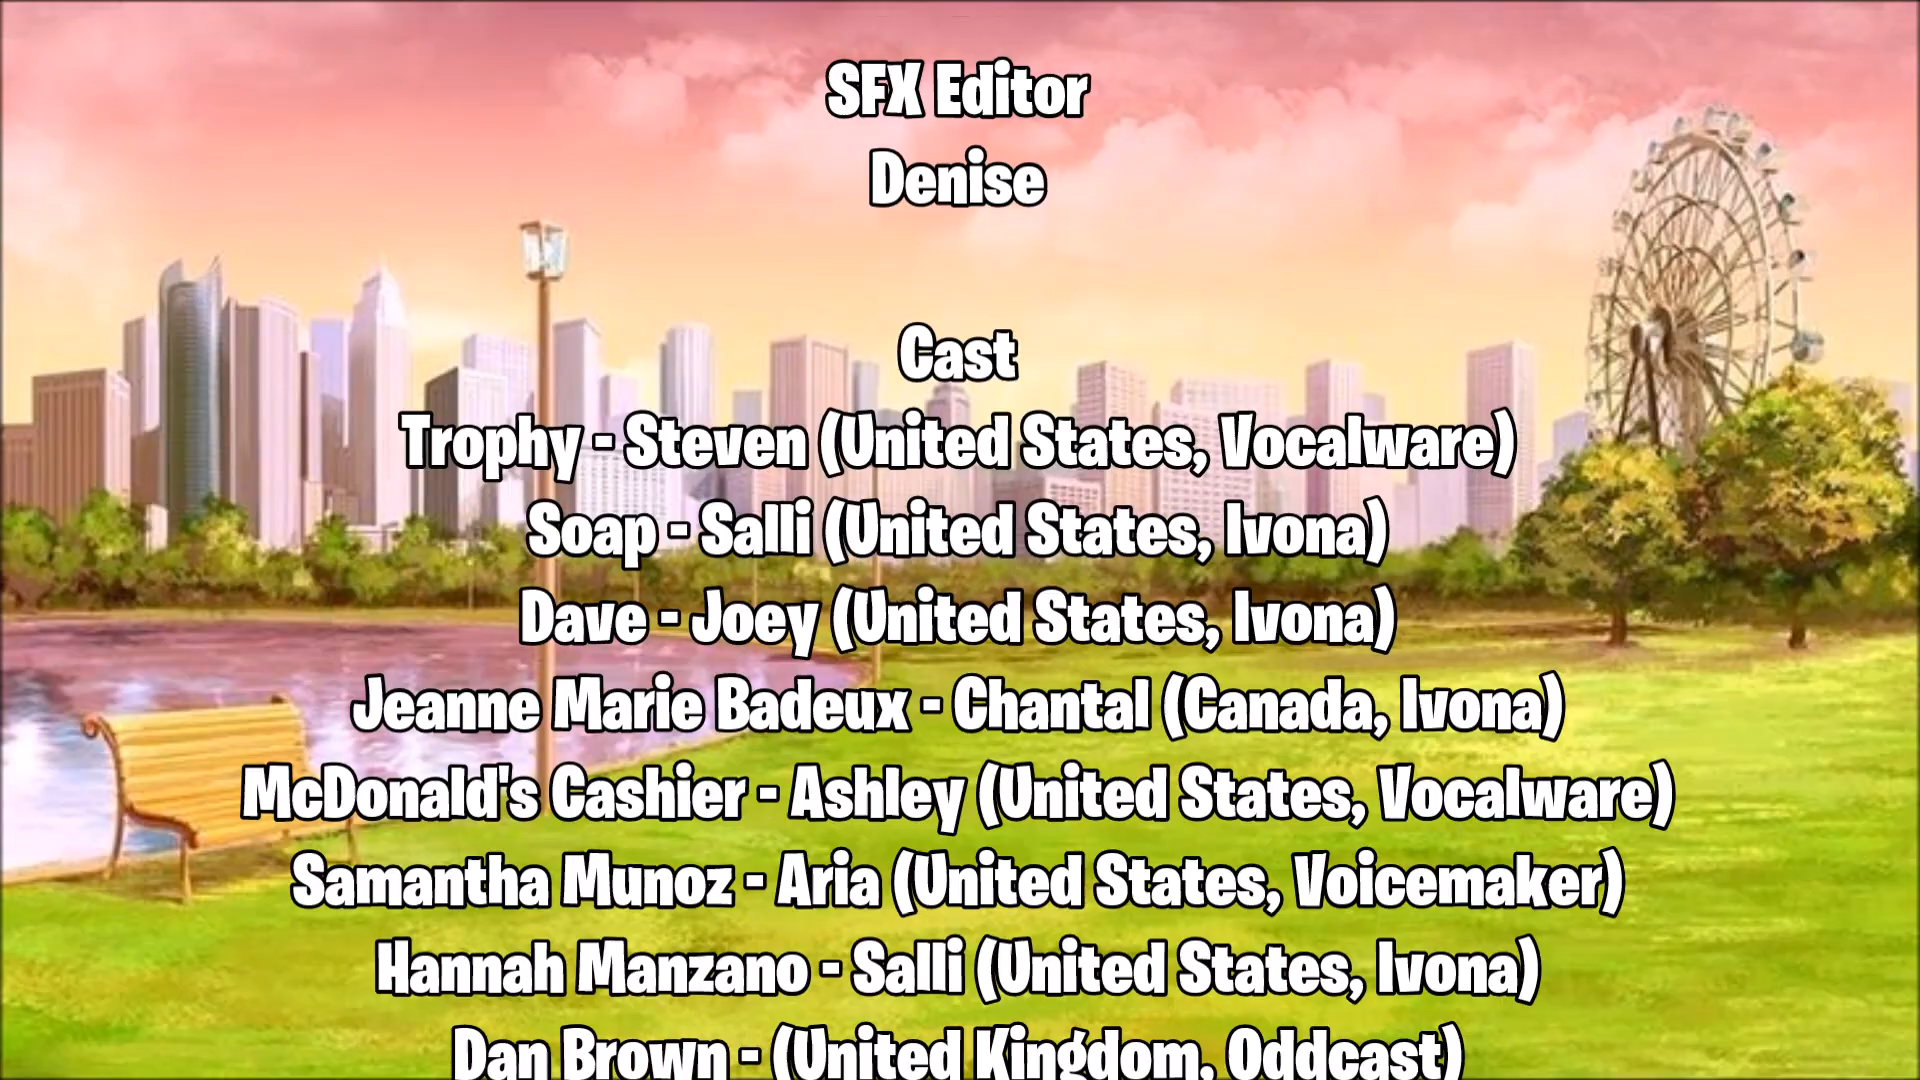 SFX Editor
Denise
Cast
Trophy - Steven (United States, Vocalware)
Soap - Salli (United States, Ivona)
Dave - Joey (United States, Ivona)
Jeanne Marie Badeux - Chantal (Canada, Ivona)
McDonald's Cashier - Ashley (United States, Vocalware)
Samantha Munoz - Aria (United States, Voicemaker)
Hannah Manzano - Salli (United States, Ivona)
Dan Brown - (United Kingdom, Oddcast)